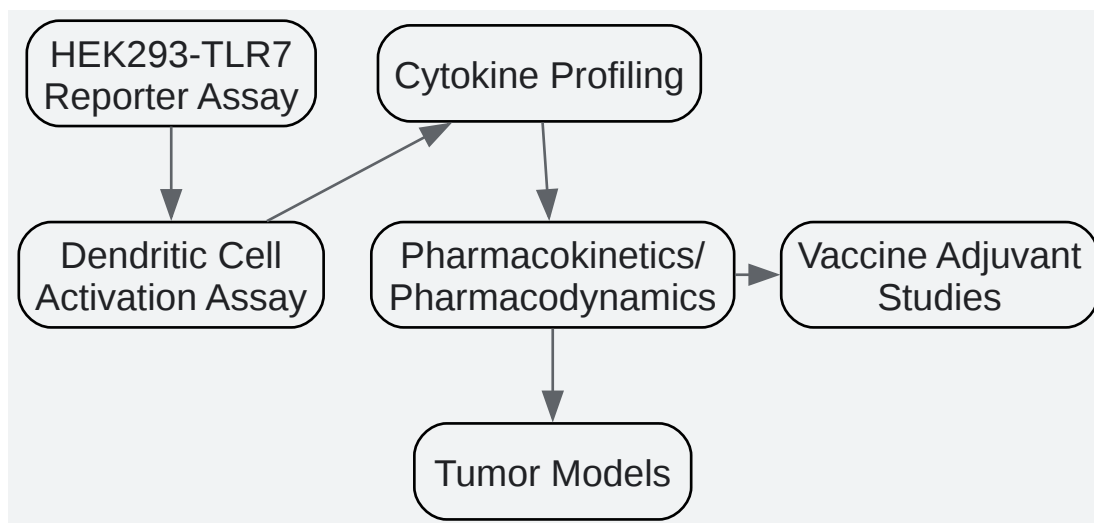 HEK293-TLR7
Reporter Assay
Cytokine Profiling
Dendritic Cell
Activation Assay
Pharmacokinetics/
Pharmacodynamics
Vaccine Adjuvant
Studies
Tumor Models